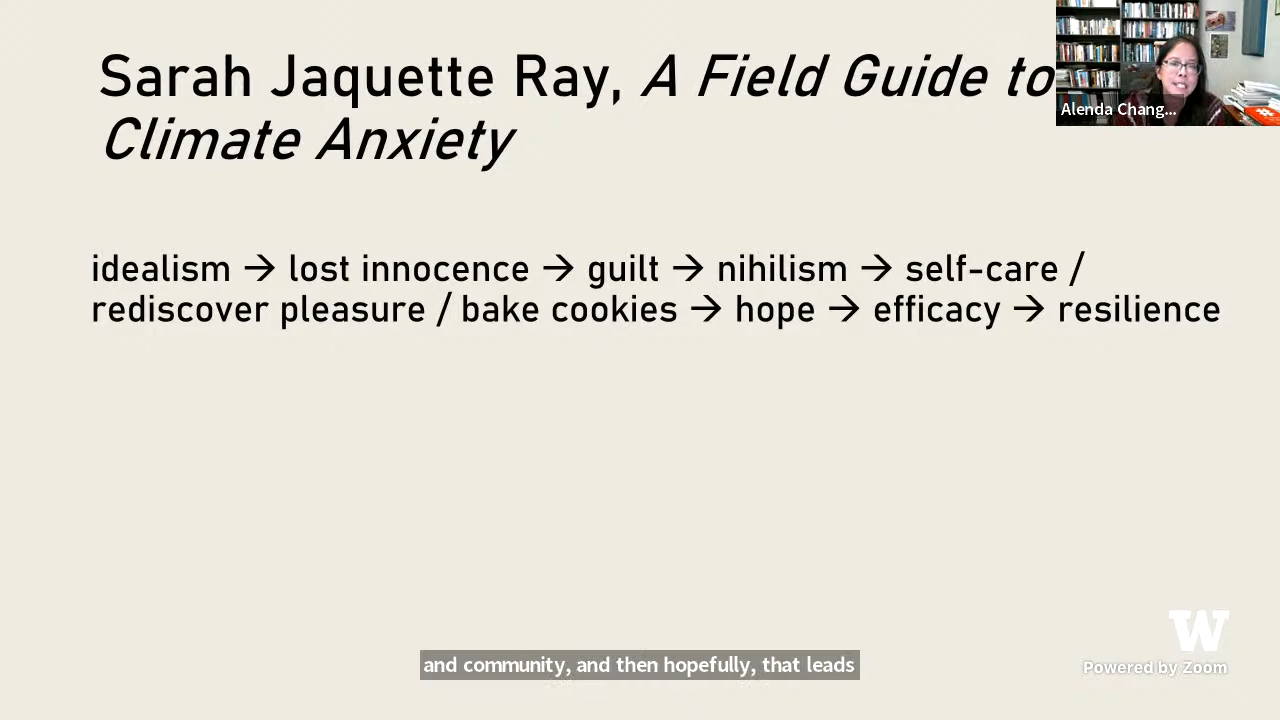 Sarah Jaquette Ray, A Field Guide to
Climate Anxiety
Alenda Chang...
idealism → lost innocence → guilt → nihilism → self-care /
rediscover pleasure / bake cookies → hope → efficacy → resilience
and community, and then hopefully, that leads
W
Powered by Zoom